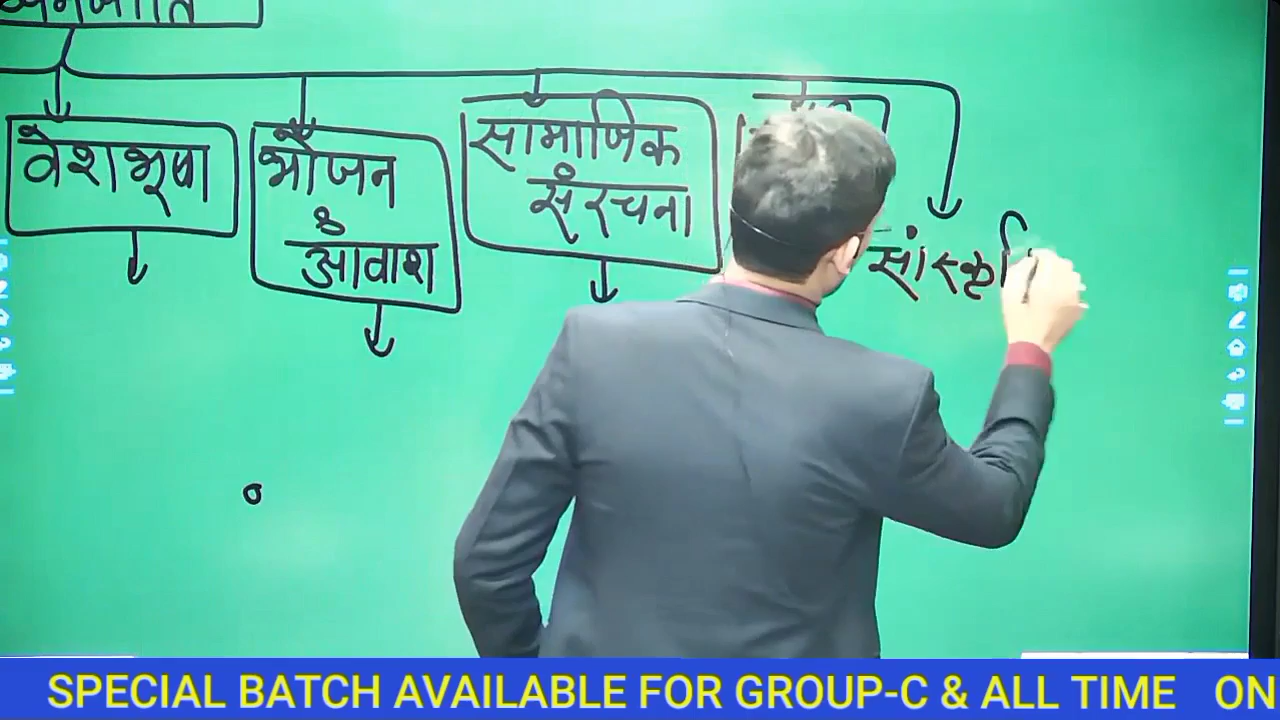 वेशभूषा
भोजन
&
आवाश
सामाजिक
संरचना
SPECIAL BATCH AVAILABLE FOR GROUP-C & ALL TIME ON